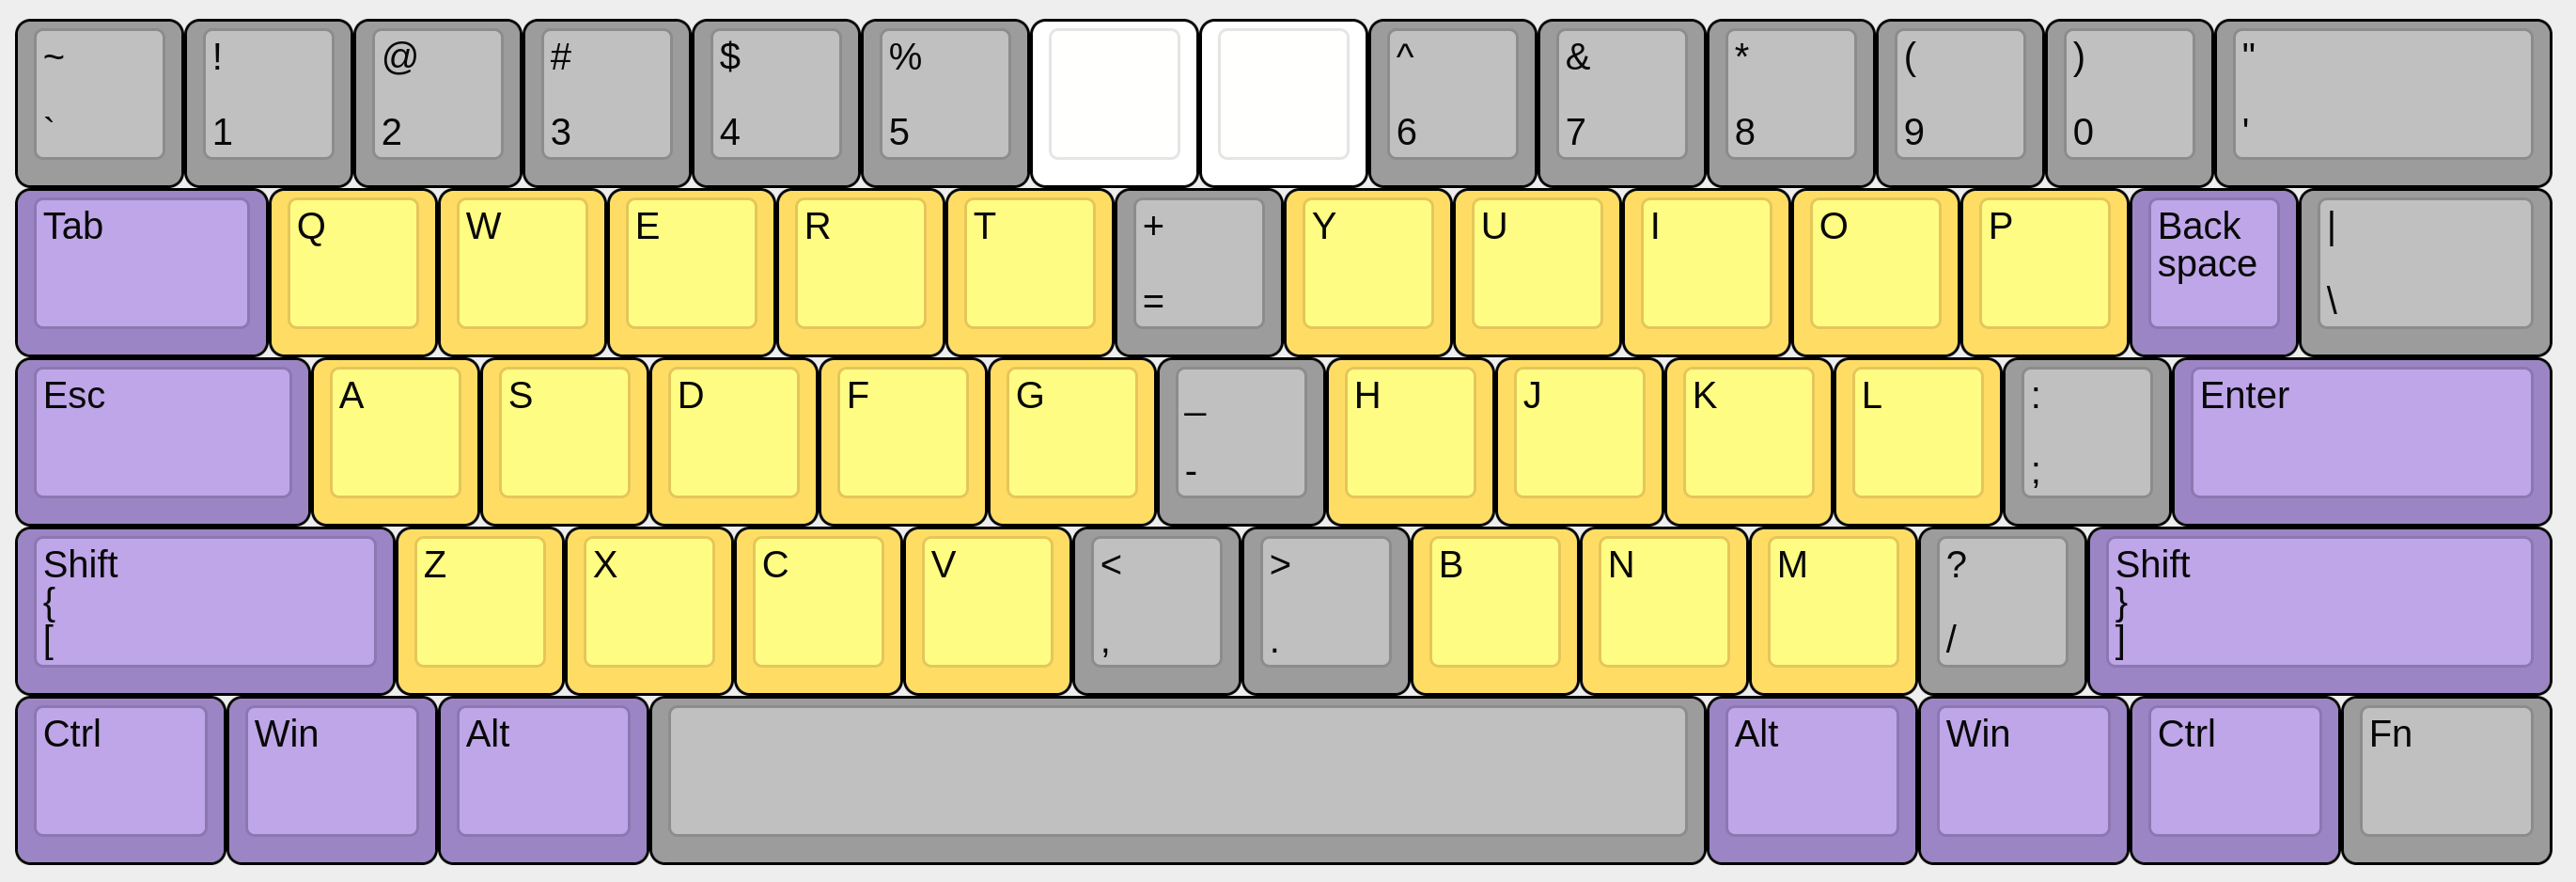 ~ ! @ # $ % ^ & * ( ) "
` 1 2 3 4 5 6 7 8 9 0 '
Tab Q W E R T + Y U I O P Back |
space
= \
Esc A S D F G _ H J K L : Enter
- ;
Shift Z X C V < > B N M ? Shift
{ }
[ , . / ]
Ctrl Win Alt Alt Win Ctrl Fn